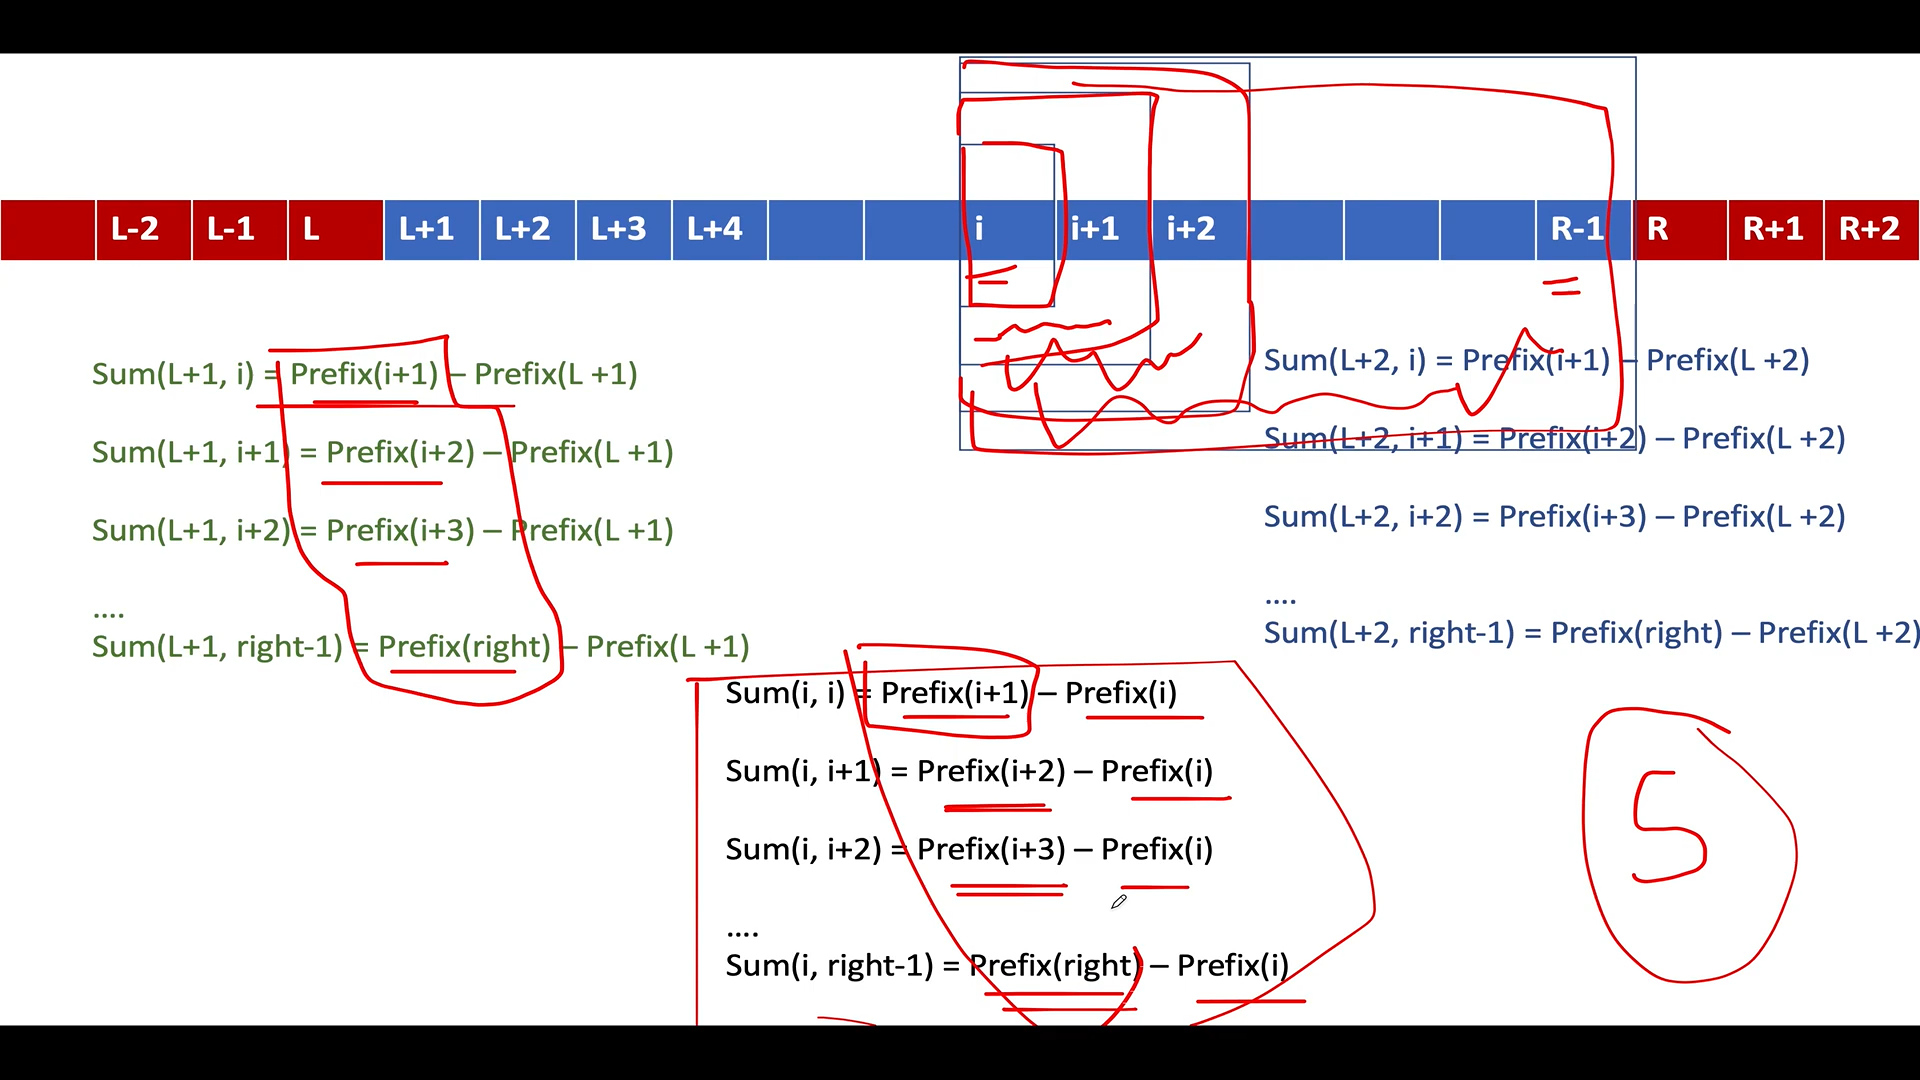 L-2 L-1 L L+1 L+2 L+3 L+4 i i+1 i+2 R-1 R R+1 R+2
Sum(L+1, i) = Prefix(i+1) – Prefix(L +1)
Sum(L+1, i+1) = Prefix(i+2) – Prefix(L +1)
Sum(L+1, i+2) = Prefix(i+3) – Prefix(L +1)
....
Sum(L+1, right-1) = Prefix(right) – Prefix(L +1)
Sum(L+2, i) = Prefix(i+1) – Prefix(L +2)
Sum(L+2, i+1) = Prefix(i+2) – Prefix(L +2)
Sum(L+2, i+2) = Prefix(i+3) – Prefix(L +2)
....
Sum(L+2, right-1) = Prefix(right) – Prefix(L +2)
Sum(i, i) = Prefix(i+1) – Prefix(i)
Sum(i, i+1) = Prefix(i+2) – Prefix(i)
Sum(i, i+2) = Prefix(i+3) – Prefix(i)
....
Sum(i, right-1) = Prefix(right) – Prefix(i)
5